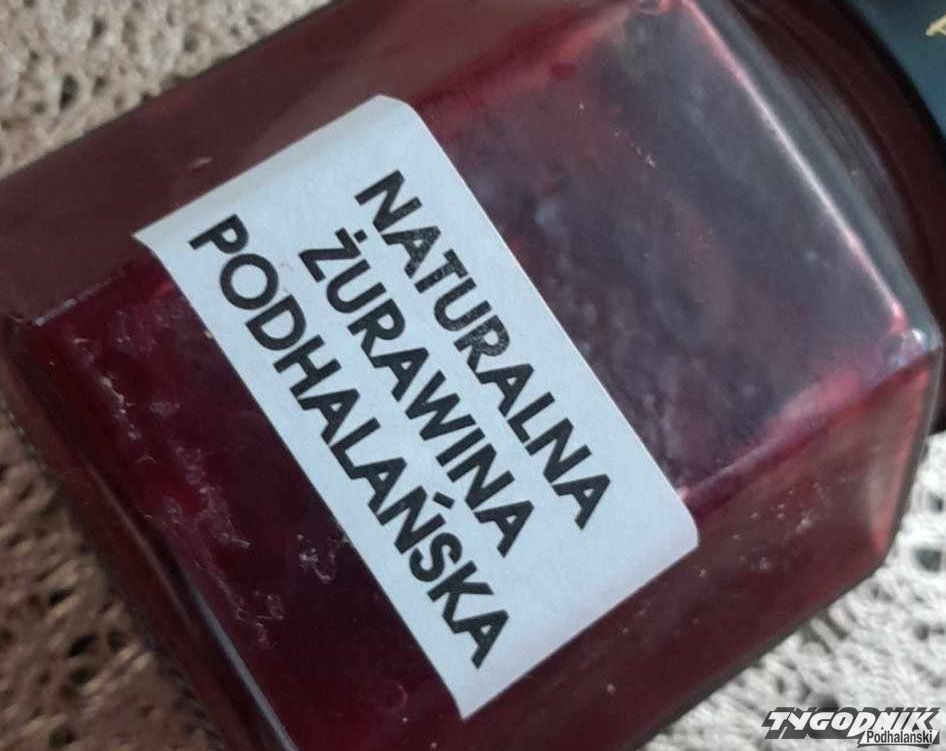 NATURALNA
ŻURAWINA
PODHALAŃSKA
TYGODNIK
Podhalański